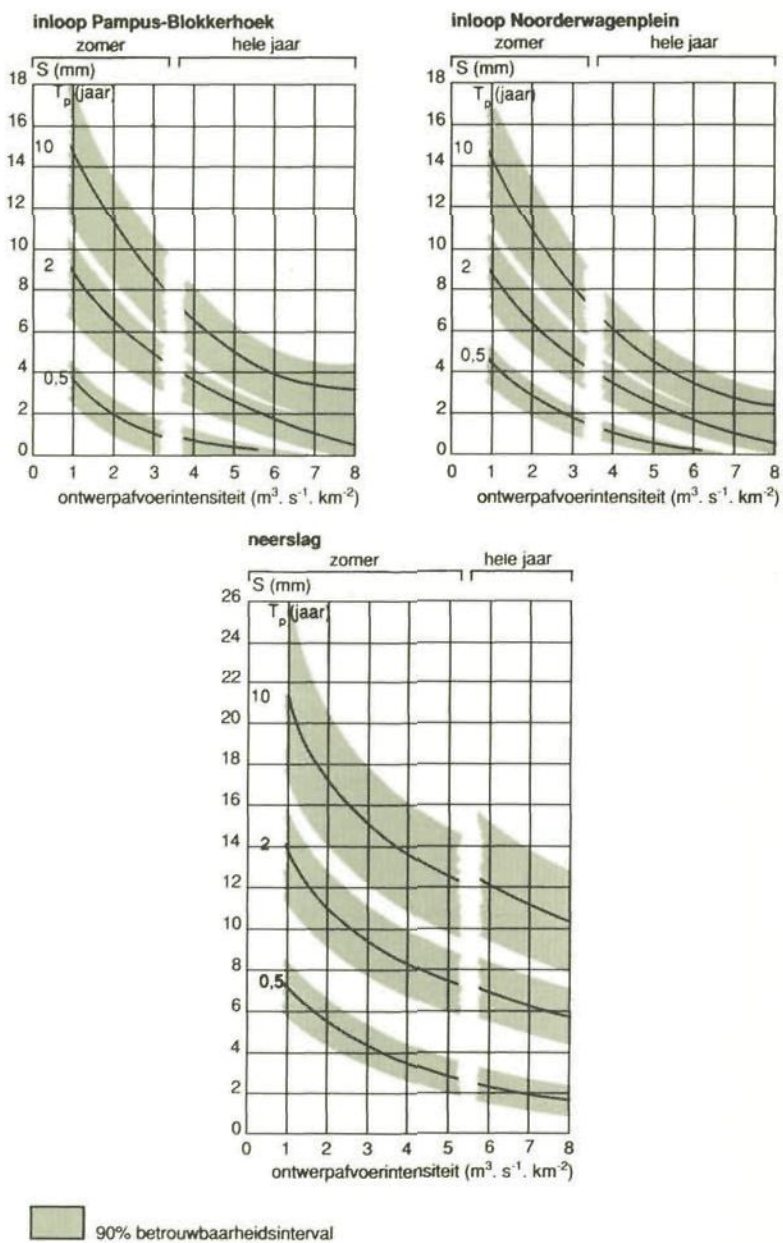 inloop Pampus-Blokkerhoek
zomer hele jaar
S (mm)
T_p (jaar)
18
16
14
12
10
8
6
4
2
0
10
2
0,5
0 1 2 3 4 5 6 7 8
ontwerpafvoerintensiteit (m³. s⁻¹. km⁻²)
inloop Noorderwagenplein
zomer hele jaar
S (mm)
T_p (jaar)
18
16
14
12
10
8
6
4
2
0
10
2
0,5
0 1 2 3 4 5 6 7 8
ontwerpafvoerintensiteit (m³. s⁻¹. km⁻²)
neerslag
zomer hele jaar
S (mm)
T_p (jaar)
26
24
22
20
18
16
14
12
10
8
6
4
2
0
10
2
0,5
0 1 2 3 4 5 6 7 8
ontwerpafvoerintensiteit (m³. s⁻¹. km⁻²)
90% betrouwbaarheidsinterval